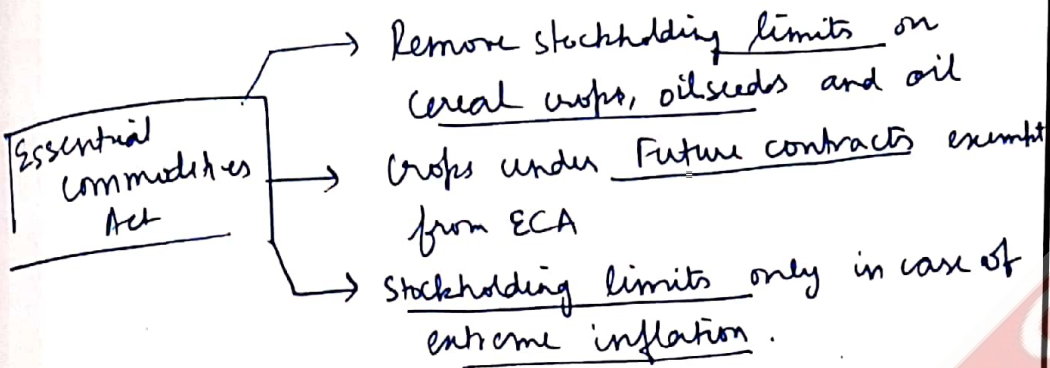 Remove stockholding limits on
cereal crops, oilseeds and oil
Essential
commodities
Act
crops under Future contracts exempt
from ECA
Stockholding limits only in case of
extreme inflation.